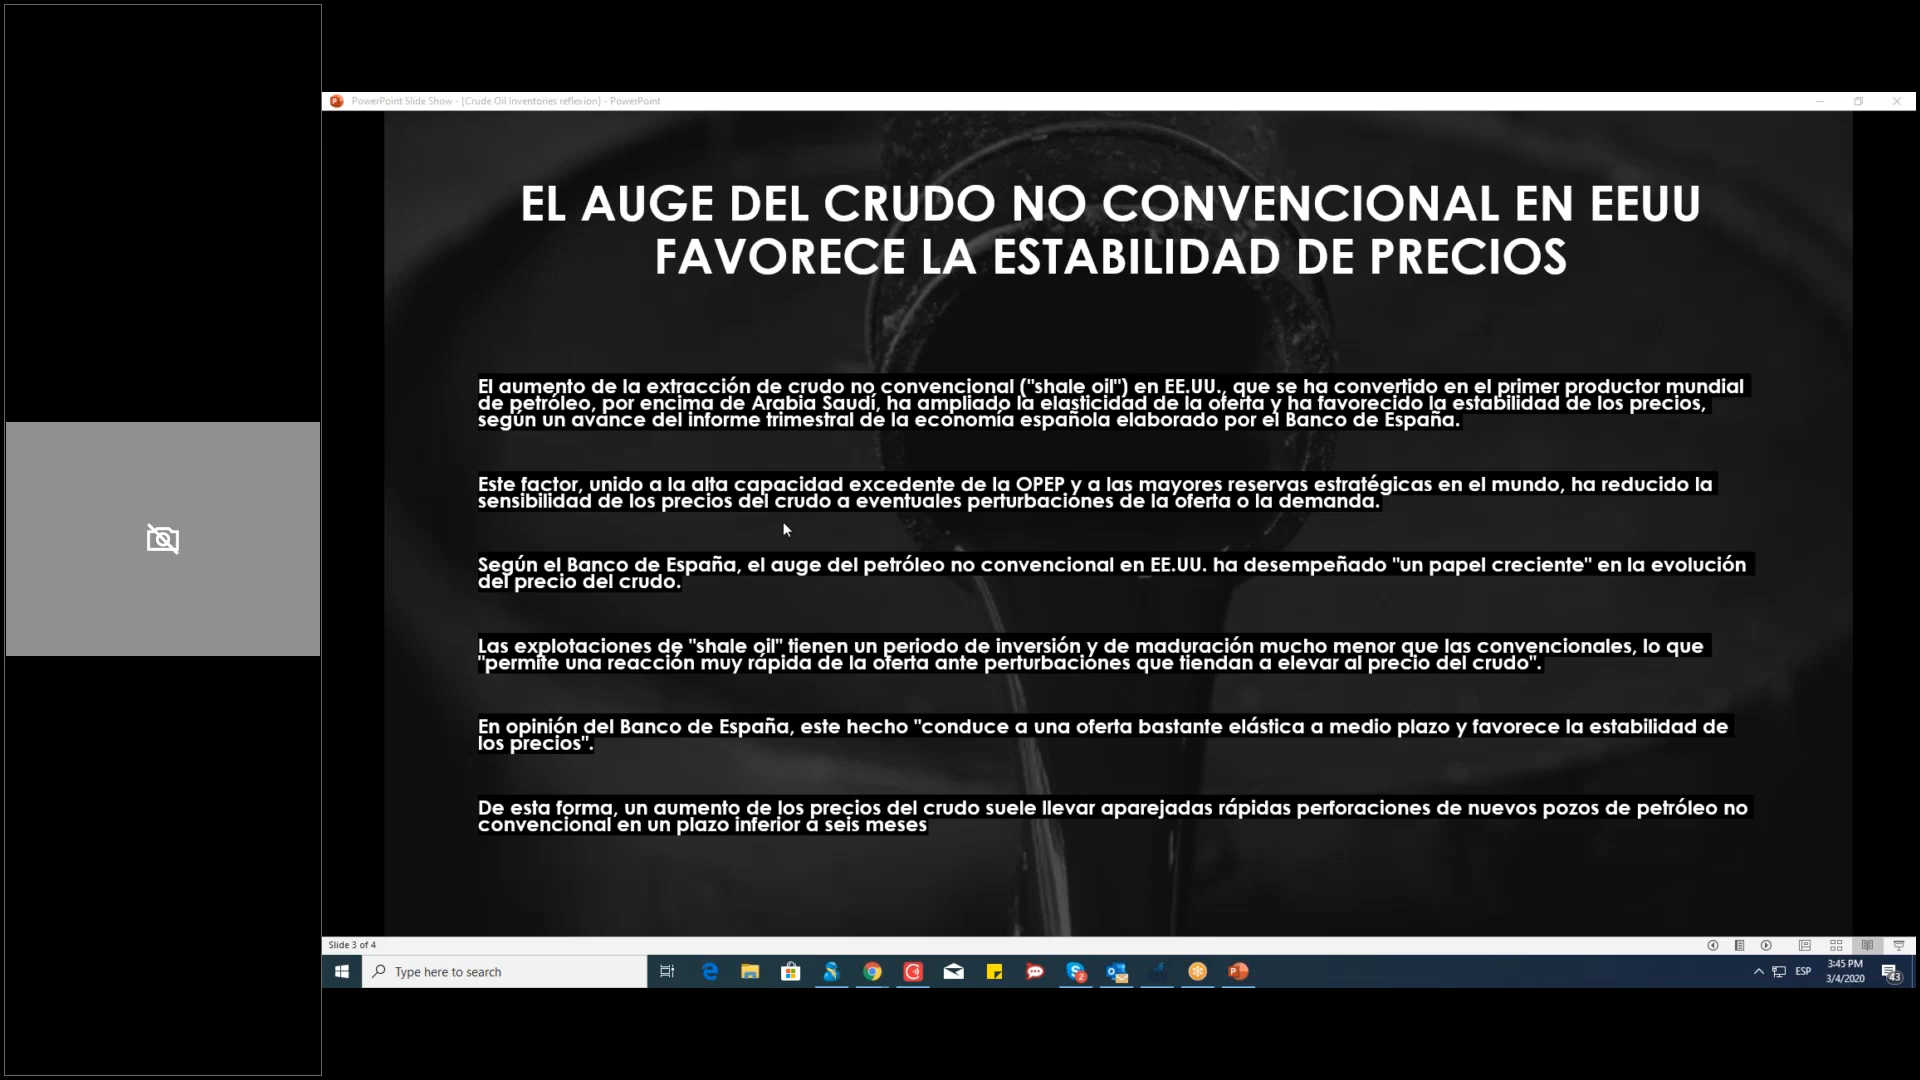 PowerPoint Slide Show - [Crude Oil Inventories reflexion] - PowerPoint
EL AUGE DEL CRUDO NO CONVENCIONAL EN EEUU
FAVORECE LA ESTABILIDAD DE PRECIOS
El aumento de la extracción de crudo no convencional ("shale oil") en EE.UU., que se ha convertido en el primer productor mundial
de petróleo, por encima de Arabia Saudí, ha ampliado la elasticidad de la oferta y ha favorecido la estabilidad de los precios,
según un avance del informe trimestral de la economía española elaborado por el Banco de España.
Este factor, unido a la alta capacidad excedente de la OPEP y a las mayores reservas estratégicas en el mundo, ha reducido la
sensibilidad de los precios del crudo a eventuales perturbaciones de la oferta o la demanda.
Según el Banco de España, el auge del petróleo no convencional en EE.UU. ha desempeñado "un papel creciente" en la evolución
del precio del crudo.
Las explotaciones de "shale oil" tienen un periodo de inversión y de maduración mucho menor que las convencionales, lo que
"permite una reacción muy rápida de la oferta ante perturbaciones que tiendan a elevar al precio del crudo".
En opinión del Banco de España, este hecho "conduce a una oferta bastante elástica a medio plazo y favorece la estabilidad de
los precios".
De esta forma, un aumento de los precios del crudo suele llevar aparejadas rápidas perforaciones de nuevos pozos de petróleo no
convencional en un plazo inferior a seis meses
Slide 3 of 4
Type here to search
2
ESP
3:45 PM
3/4/2020
43